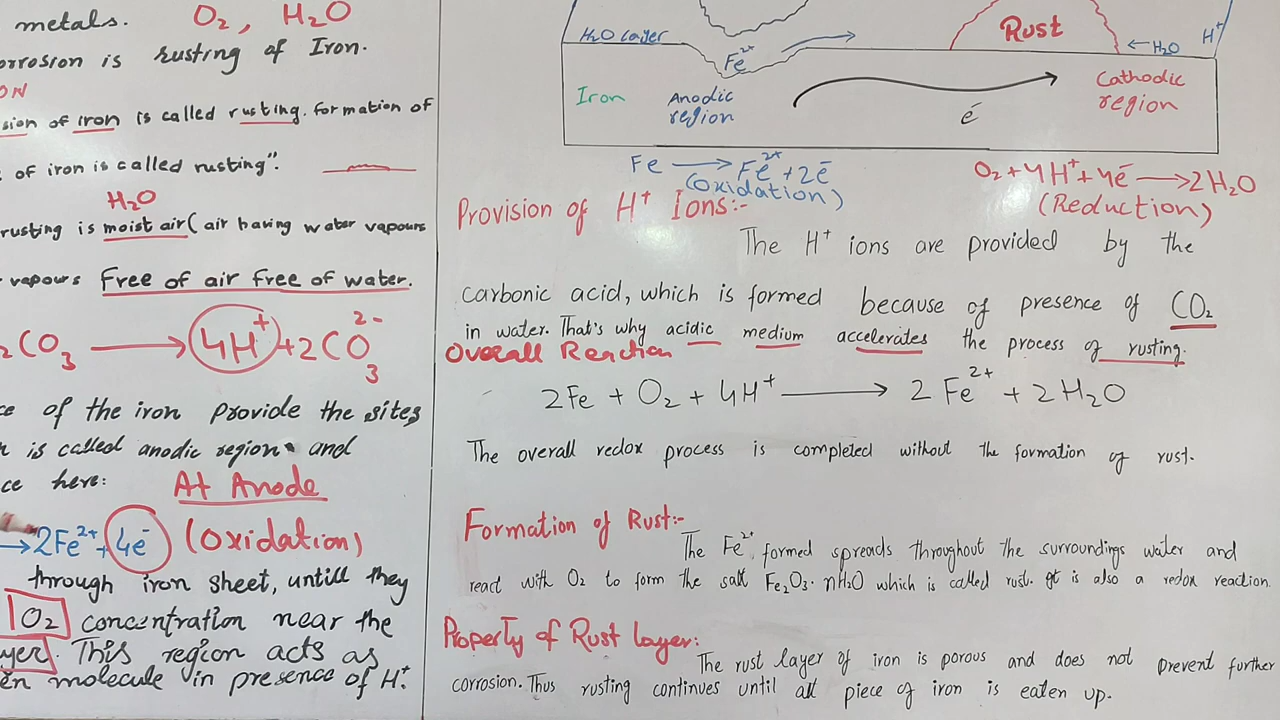 metals. O₂, H₂O
orrosion is rusting of Iron.
ON
sion of iron is called rusting. formation of
of iron is called rusting".
H₂O
rusting is moist air( air having water vapours
vapours Free of air free of water.
₂CO₃ ⟶ 4H⁺+2CO₃²⁻
ce of the iron provide the sites
n is called anodic region. and
ce here: At Anode
→2Fe²⁺+4e⁻ (Oxidation)
through iron sheet, untill they
O₂ concentration near the
yer. This region acts as
en molecule in presence of H⁺.
H₂O layer
Fe²⁺
Rust
←H₂O
H⁺
Iron
Anodic
region
e⁻
Cathodic
region
Fe ⟶ Fe²⁺+2e⁻
(Oxidation)
O₂+4H⁺+4e⁻⟶2H₂O
(Reduction)
Provision of H⁺ Ions:-
The H⁺ ions are provided by the
carbonic acid, which is formed because of presence of CO₂
in water. That's why acidic medium accelerates the process of rusting.
Overall Reaction
2Fe + O₂ + 4H⁺ ⟶ 2 Fe²⁺ + 2H₂O
The overall redox process is completed without the formation of rust.
Formation of Rust:-
The Fe²⁺ formed spreads throughout the surroundings water and
react with O₂ to form the salt Fe₂O₃. nH₂O which is called rust. It is also a redox reaction.
Property of Rust layer:
The rust layer of iron is porous and does not prevent further
corrosion. Thus rusting continues until all piece of iron is eaten up.